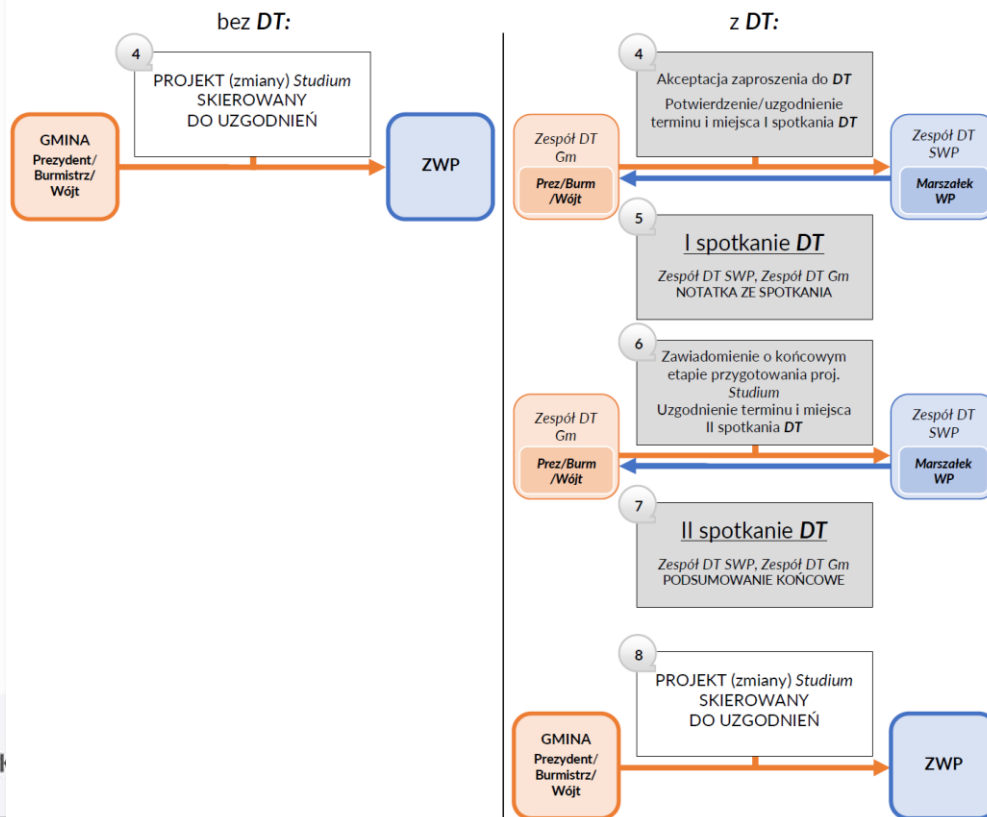 bez DT:
4
PROJEKT (zmiany) Studium
SKIEROWANY
DO UZGODNIEŃ
GMINA
Prezydent/
Burmistrz/
Wójt
ZWP
z DT:
4
Akceptacja zaproszenia do DT
Potwierdzenie/uzgodnienie
terminu i miejsca I spotkania DT
Zespół DT
Gm
Prez/Burm
/Wójt
Zespół DT
SWP
Marszałek
WP
5
I spotkanie DT
Zespół DT SWP, Zespół DT Gm
NOTATKA ZE SPOTKANIA
6
Zawiadomienie o końcowym
etapie przygotowania proj.
Studium
Uzgodnienie terminu i miejsca
II spotkania DT
Zespół DT
Gm
Prez/Burm
/Wójt
Zespół DT
SWP
Marszałek
WP
7
II spotkanie DT
Zespół DT SWP, Zespół DT Gm
PODSUMOWANIE KOŃCOWE
8
PROJEKT (zmiany) Studium
SKIEROWANY
DO UZGODNIEŃ
GMINA
Prezydent/
Burmistrz/
Wójt
ZWP